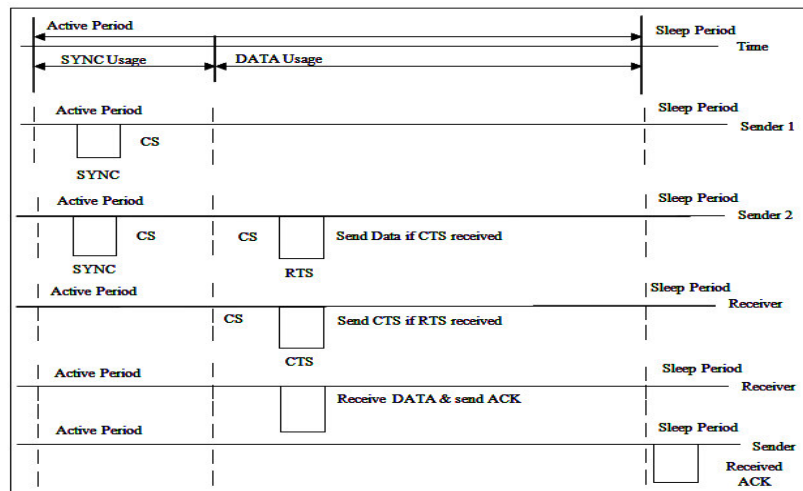 Active Period
Sleep Period
Time
SYNC Usage
DATA Usage
Active Period
Sleep Period
Sender 1
CS
SYNC
Active Period
Sleep Period
Sender 2
CS
CS
Send Data if CTS received
SYNC
RTS
Active Period
Sleep Period
Receiver
CS
Send CTS if RTS received
CTS
Active Period
Sleep Period
Receiver
Receive DATA & send ACK
Active Period
Sleep Period
Sender
Received
ACK